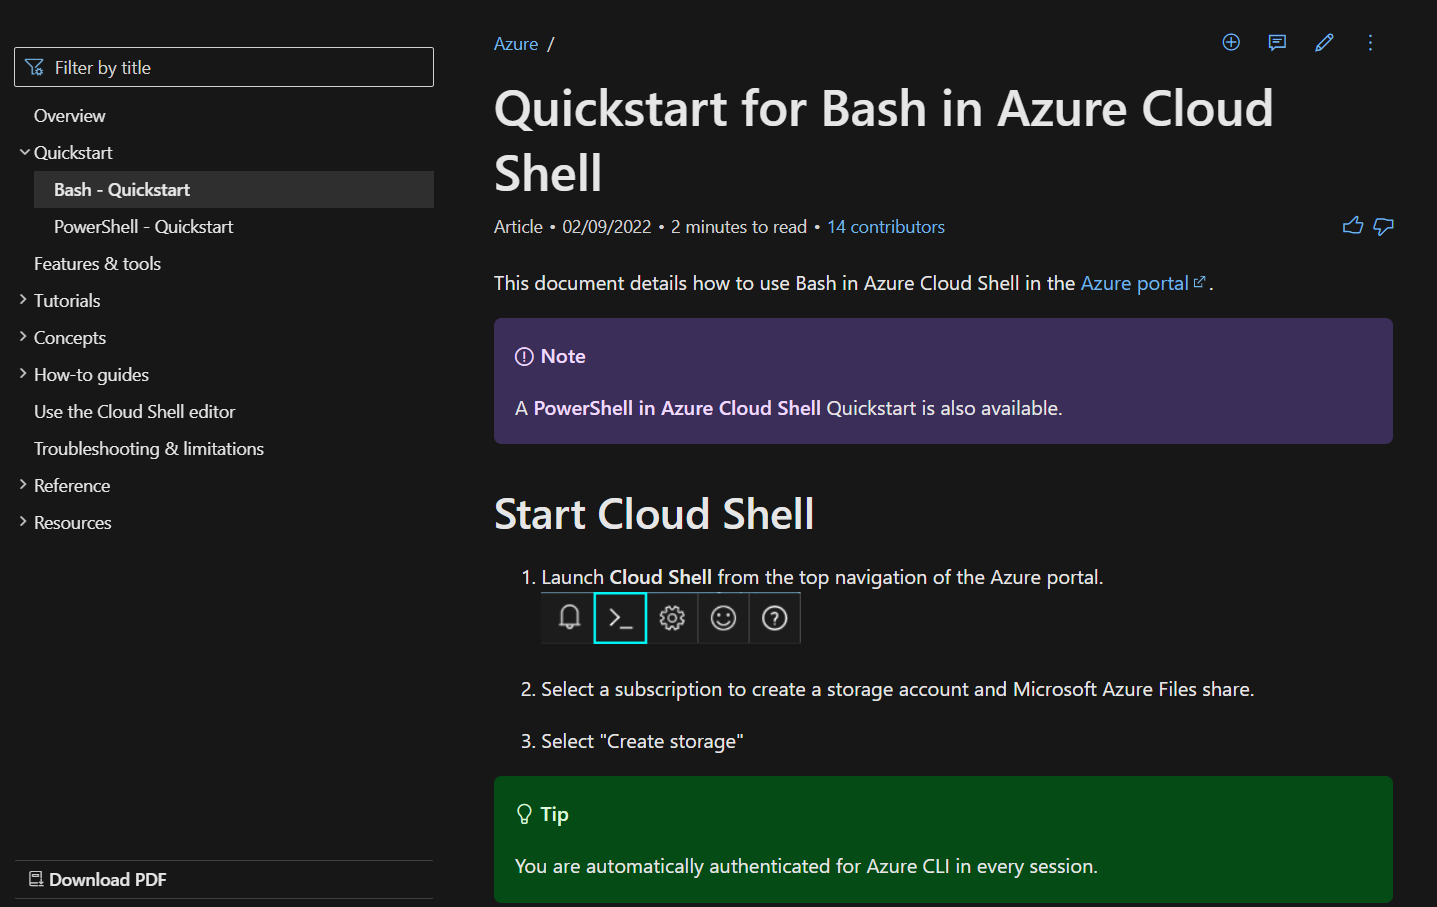 Filter by title
Overview
Quickstart
Bash - Quickstart
PowerShell - Quickstart
Features & tools
Tutorials
Concepts
How-to guides
Use the Cloud Shell editor
Troubleshooting & limitations
Reference
Resources
Download PDF
Azure /
Quickstart for Bash in Azure Cloud
Shell
Article • 02/09/2022 • 2 minutes to read • 14 contributors
This document details how to use Bash in Azure Cloud Shell in the Azure portal.
Note
A PowerShell in Azure Cloud Shell Quickstart is also available.
Start Cloud Shell
1. Launch Cloud Shell from the top navigation of the Azure portal.
2. Select a subscription to create a storage account and Microsoft Azure Files share.
3. Select "Create storage"
Tip
You are automatically authenticated for Azure CLI in every session.